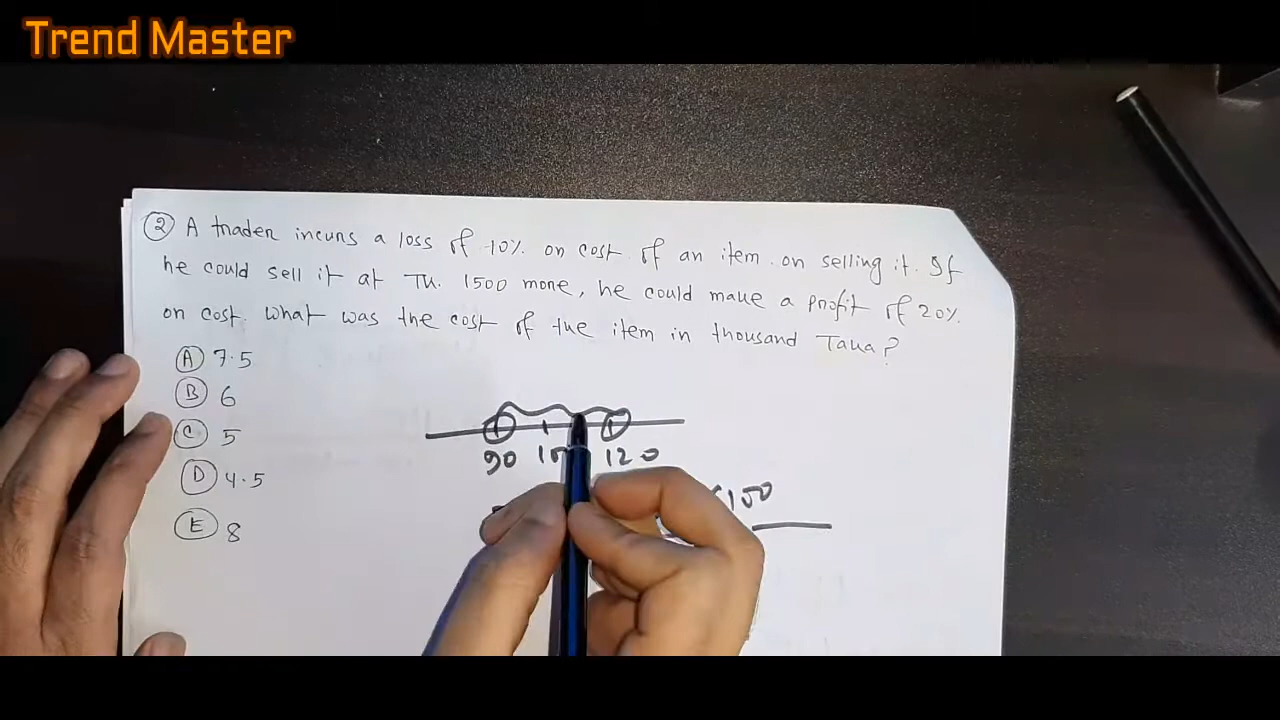 Trend Master
② A trader incurs a loss of 10% on cost of an item on selling it. If
he could sell it at TK. 1500 more, he could make a profit of 20%
on cost. What was the cost of the item in thousand Taka?
Ⓐ 7.5
Ⓑ 6
Ⓒ 5
Ⓓ 4.5
Ⓔ 8
90 120